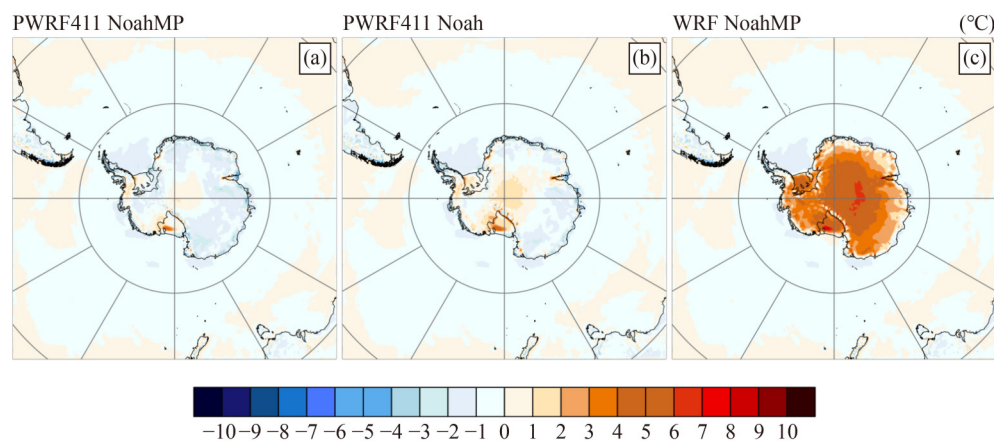 PWRF411 NoahMP PWRF411 Noah WRF NoahMP (℃)
(a) (b) (c)
−10 −9 −8 −7 −6 −5 −4 −3 −2 −1 0 1 2 3 4 5 6 7 8 9 10